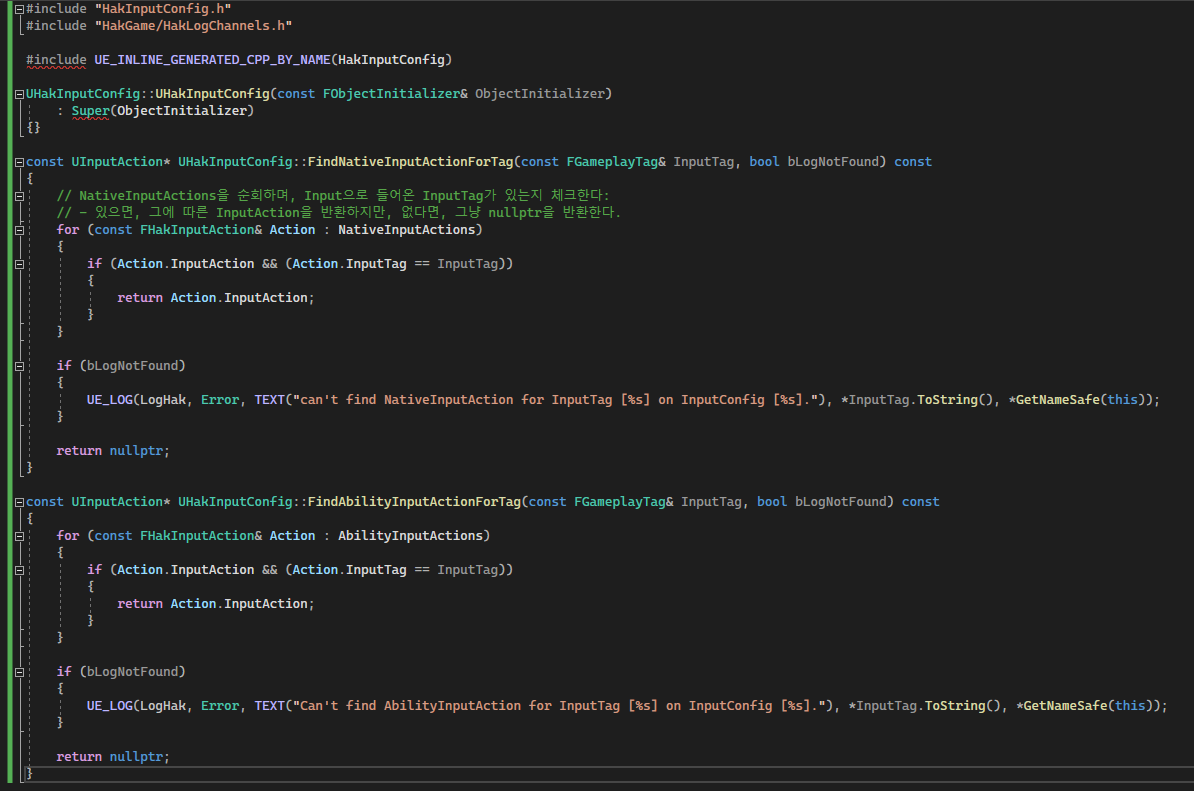 #include "HakInputConfig.h"
#include "HakGame/HakLogChannels.h"
#include UE_INLINE_GENERATED_CPP_BY_NAME(HakInputConfig)
UHakInputConfig::UHakInputConfig(const FObjectInitializer& ObjectInitializer)
: Super(ObjectInitializer)
{}
const UInputAction* UHakInputConfig::FindNativeInputActionForTag(const FGameplayTag& InputTag, bool bLogNotFound) const
{
// NativeInputActions을 순회하며, Input으로 들어온 InputTag가 있는지 체크한다:
// - 있으면, 그에 따른 InputAction을 반환하지만, 없다면, 그냥 nullptr을 반환한다.
for (const FHakInputAction& Action : NativeInputActions)
{
if (Action.InputAction && (Action.InputTag == InputTag))
{
return Action.InputAction;
}
}
if (bLogNotFound)
{
UE_LOG(LogHak, Error, TEXT("can't find NativeInputAction for InputTag [%s] on InputConfig [%s]."), *InputTag.ToString(), *GetNameSafe(this));
}
return nullptr;
}
const UInputAction* UHakInputConfig::FindAbilityInputActionForTag(const FGameplayTag& InputTag, bool bLogNotFound) const
{
for (const FHakInputAction& Action : AbilityInputActions)
{
if (Action.InputAction && (Action.InputTag == InputTag))
{
return Action.InputAction;
}
}
if (bLogNotFound)
{
UE_LOG(LogHak, Error, TEXT("Can't find AbilityInputAction for InputTag [%s] on InputConfig [%s]."), *InputTag.ToString(), *GetNameSafe(this));
}
return nullptr;
}